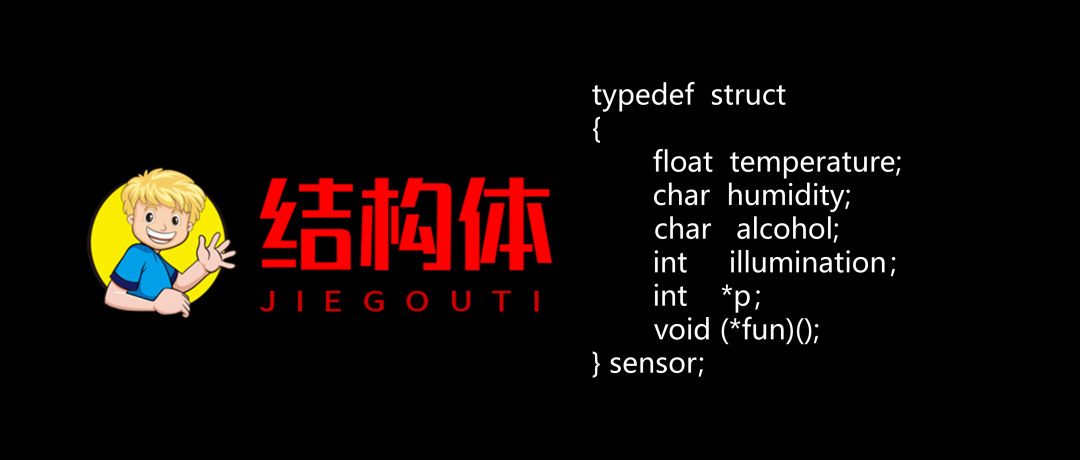 结构体
JIEGOUTI
typedef struct
{
float temperature;
char humidity;
char alcohol;
int illumination;
int *p;
void (*fun)();
} sensor;